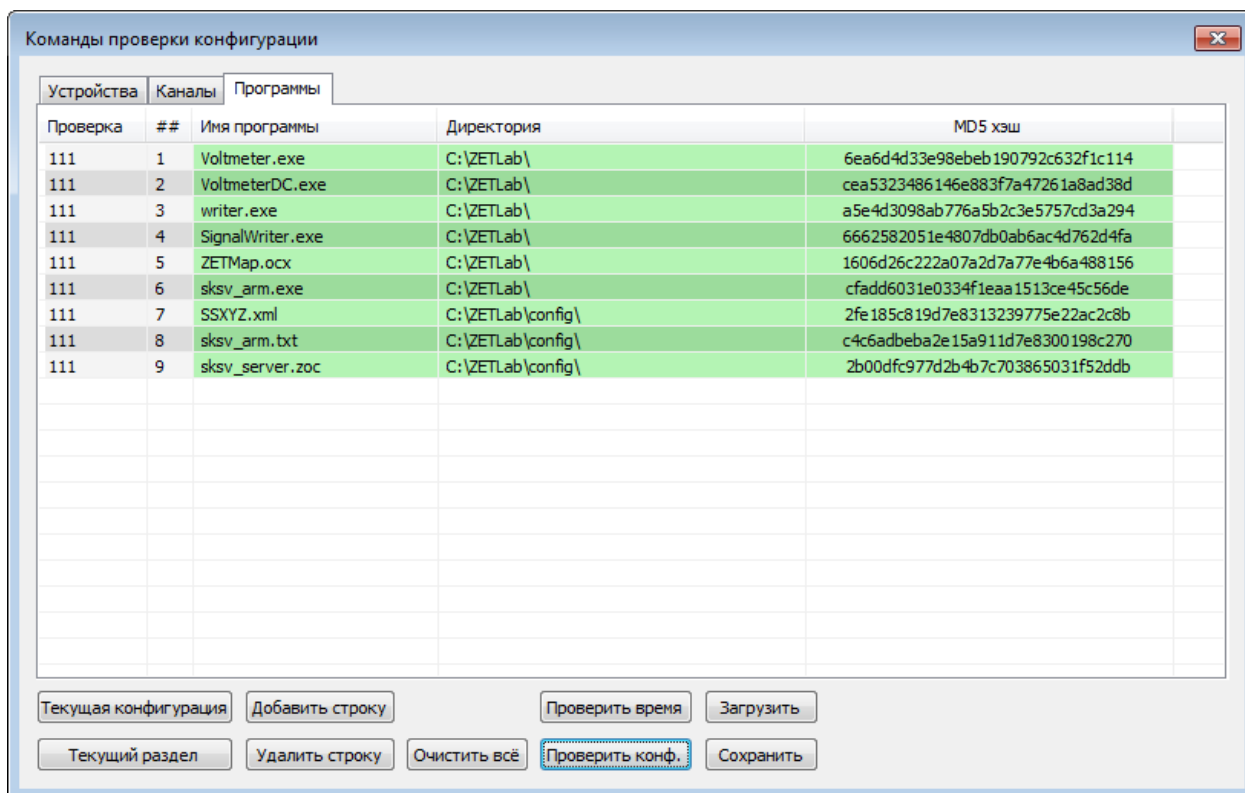 Команды проверки конфигурации
Устройства Каналы Программы
Проверка ## Имя программы Директория MD5 хэш
111 1 Voltmeter.exe C:\ZETLab\ 6ea6d4d33e98ebeb190792c632f1c114
111 2 VoltmeterDC.exe C:\ZETLab\ cea5323486146e883f7a47261a8ad38d
111 3 writer.exe C:\ZETLab\ a5e4d3098ab776a5b2c3e5757cd3a294
111 4 SignalWriter.exe C:\ZETLab\ 6662582051e4807db0ab6ac4d762d4fa
111 5 ZETMap.ocx C:\ZETLab\ 1606d26c222a07a2d7a77e4b6a488156
111 6 sksv_arm.exe C:\ZETLab\ cfadd6031e0334f1eaa1513ce45c56de
111 7 SSXYZ.xml C:\ZETLab\config\ 2fe185c819d7e8313239775e22ac2c8b
111 8 sksv_arm.txt C:\ZETLab\config\ c4c6adbeba2e15a911d7e8300198c270
111 9 sksv_server.zoc C:\ZETLab\config\ 2b00dfc977d2b4b7c703865031f52ddb
Текущая конфигурация Добавить строку Проверить время Загрузить
Текущий раздел Удалить строку Очистить всё Проверить конф. Сохранить